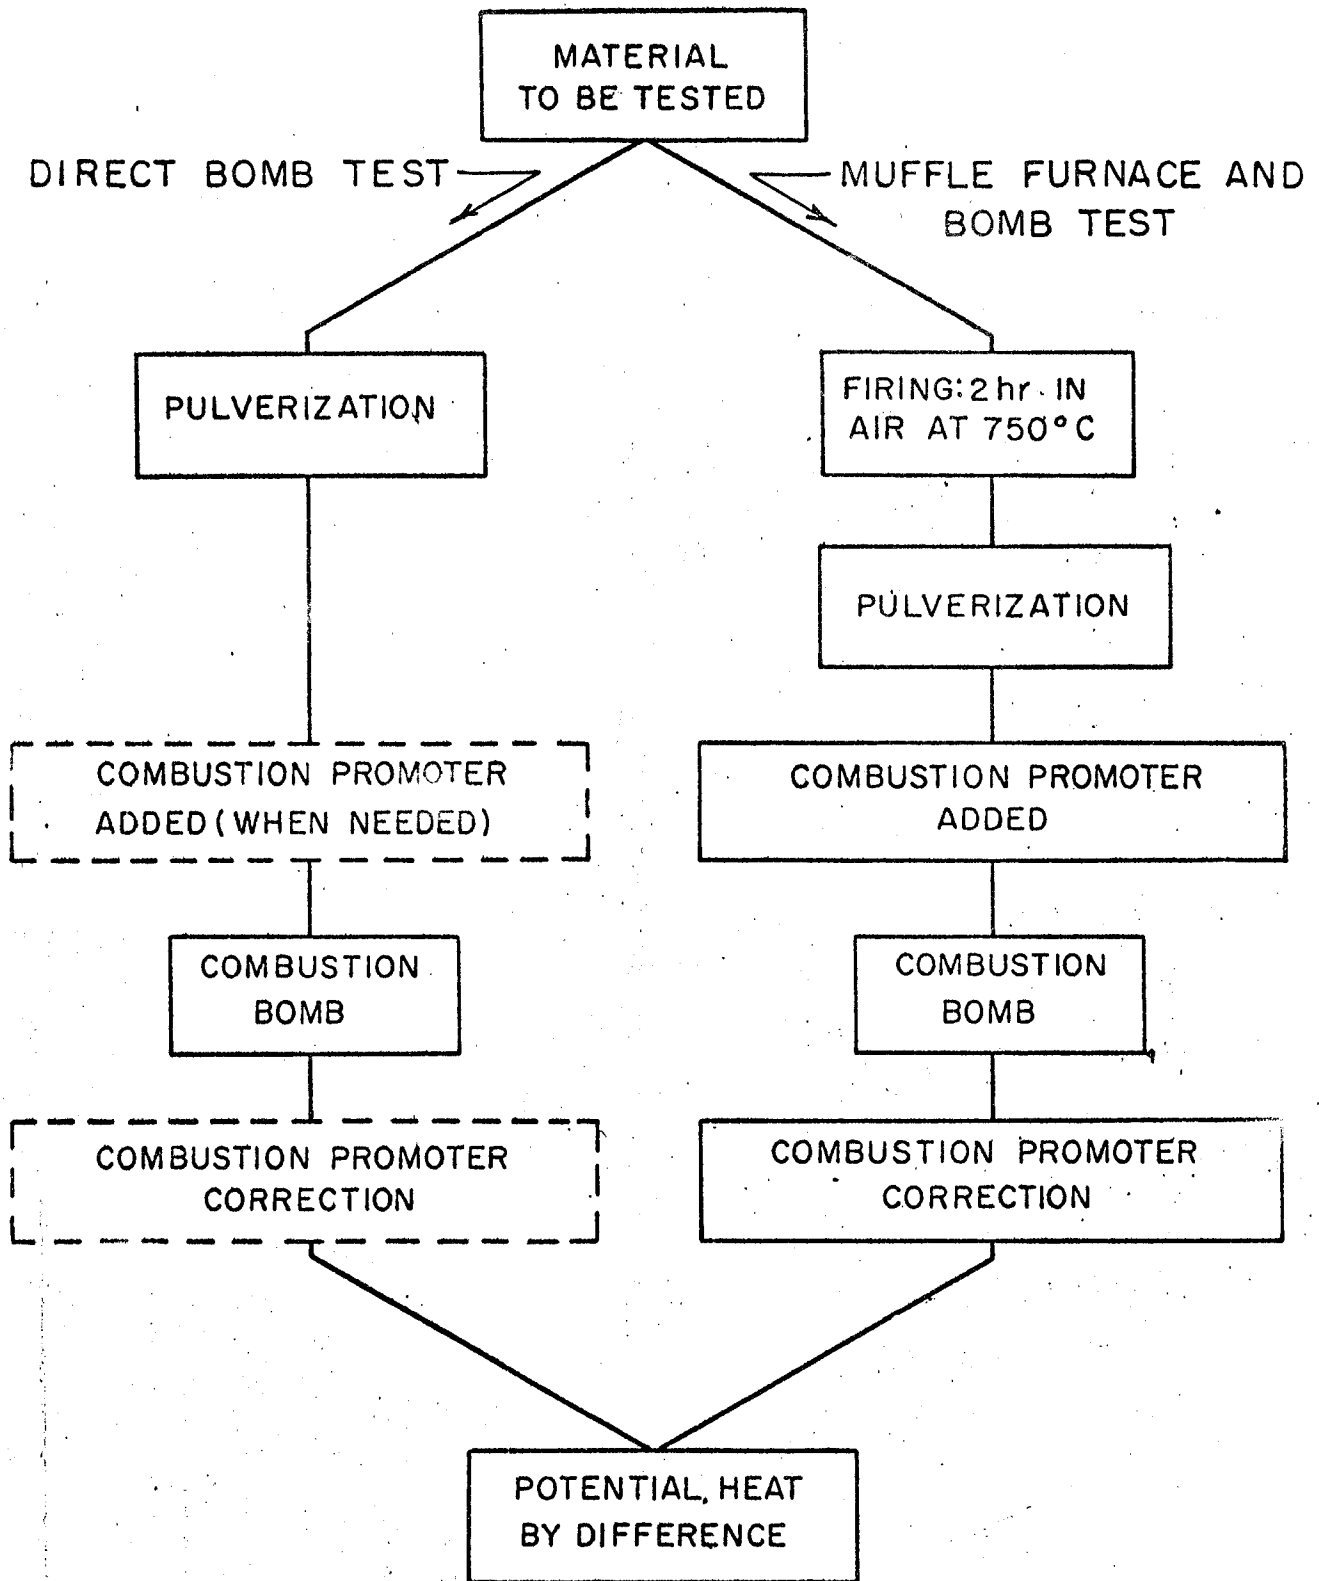 MATERIAL
TO BE TESTED
DIRECT BOMB TEST
MUFFLE FURNACE AND
BOMB TEST
PULVERIZATION
FIRING: 2 hr. IN
AIR AT 750°C
PULVERIZATION
COMBUSTION PROMOTER
ADDED (WHEN NEEDED)
COMBUSTION PROMOTER
ADDED
COMBUSTION
BOMB
COMBUSTION
BOMB
COMBUSTION PROMOTER
CORRECTION
COMBUSTION PROMOTER
CORRECTION
POTENTIAL HEAT
BY DIFFERENCE